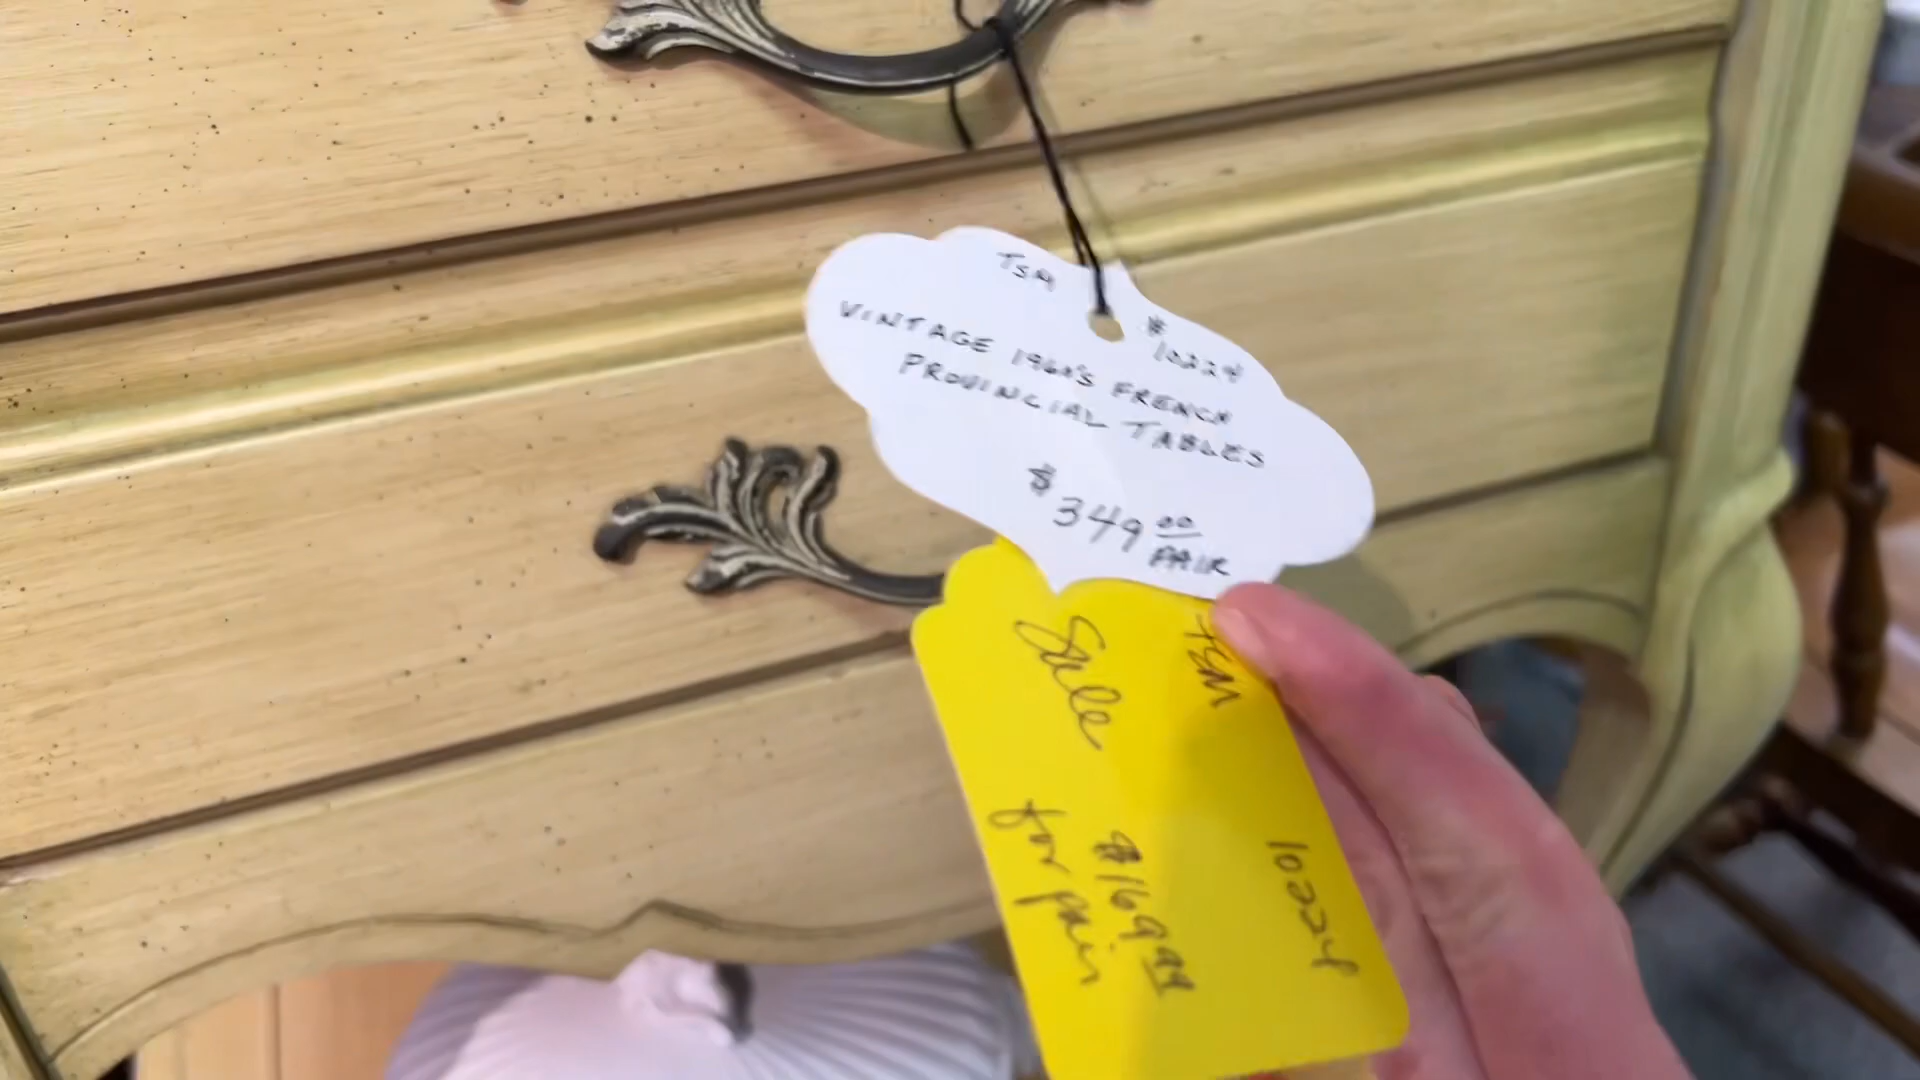 TSM
# 10224
VINTAGE 1960'S FRENCH
PROVINCIAL TABLES
$349.00
PAIR
TSM
10224
Sale
$169.99
for pair